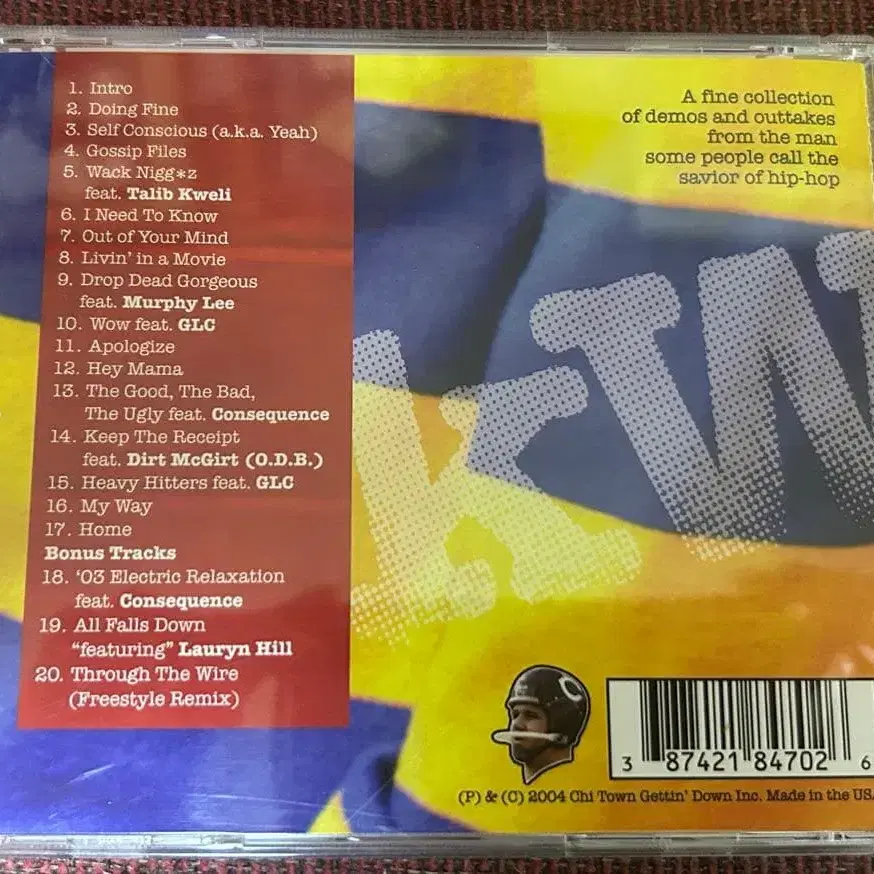 1. Intro
2. Doing Fine
3. Self Conscious (a.k.a. Yeah)
4. Gossip Files
5. Wack Nigg*z
feat. Talib Kweli
6. I Need To Know
7. Out of Your Mind
8. Livin' in a Movie
9. Drop Dead Gorgeous
feat. Murphy Lee
10. Wow feat. GLC
11. Apologize
12. Hey Mama
13. The Good, The Bad,
The Ugly feat. Consequence
14. Keep The Receipt
feat. Dirt McGirt (O.D.B.)
15. Heavy Hitters feat. GLC
16. My Way
17. Home
Bonus Tracks
18. '03 Electric Relaxation
feat. Consequence
19. All Falls Down
"featuring" Lauryn Hill
20. Through The Wire
(Freestyle Remix)
A fine collection
of demos and outtakes
from the man
some people call the
savior of hip-hop
kW
C
3 87421 84702 6
(P) & (C) 2004 Chi Town Gettin' Down Inc. Made in the US